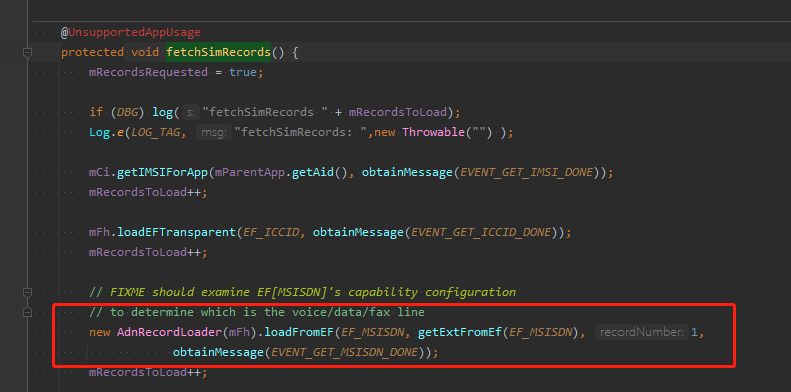 @UnsupportedAppUsage
protected void fetchSimRecords() {
mRecordsRequested = true;
if (DBG) log( s: "fetchSimRecords " + mRecordsToLoad);
Log.e(LOG_TAG, msg: "fetchSimRecords: ",new Throwable("") );
mCi.getIMSIForApp(mParentApp.getAid(), obtainMessage(EVENT_GET_IMSI_DONE));
mRecordsToLoad++;
mFh.loadEFTransparent(EF_ICCID, obtainMessage(EVENT_GET_ICCID_DONE));
mRecordsToLoad++;
// FIXME should examine EF[MSISDN]'s capability configuration
// to determine which is the voice/data/fax line
new AdnRecordLoader(mFh).loadFromEF(EF_MSISDN, getExtFromEf(EF_MSISDN), recordNumber: 1,
obtainMessage(EVENT_GET_MSISDN_DONE));
mRecordsToLoad++;